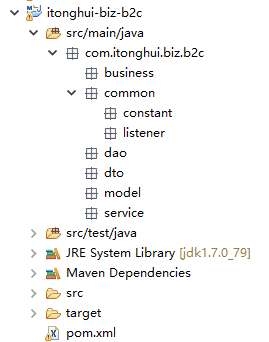 itonghui-biz-b2c
src/main/java
com.itonghui.biz.b2c
business
common
constant
listener
dao
dto
model
service
src/test/java
JRE System Library [jdk1.7.0_79]
Maven Dependencies
src
target
pom.xml